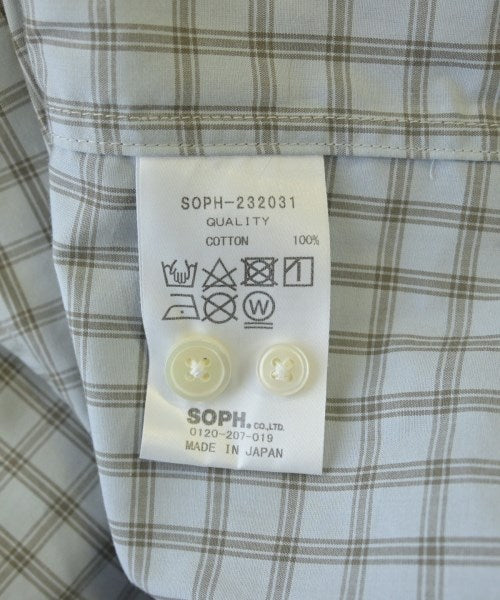 SOPH-232031
QUALITY
COTTON 100%
W
SOPH.CO.,LTD.
0120-207-019
MADE IN JAPAN